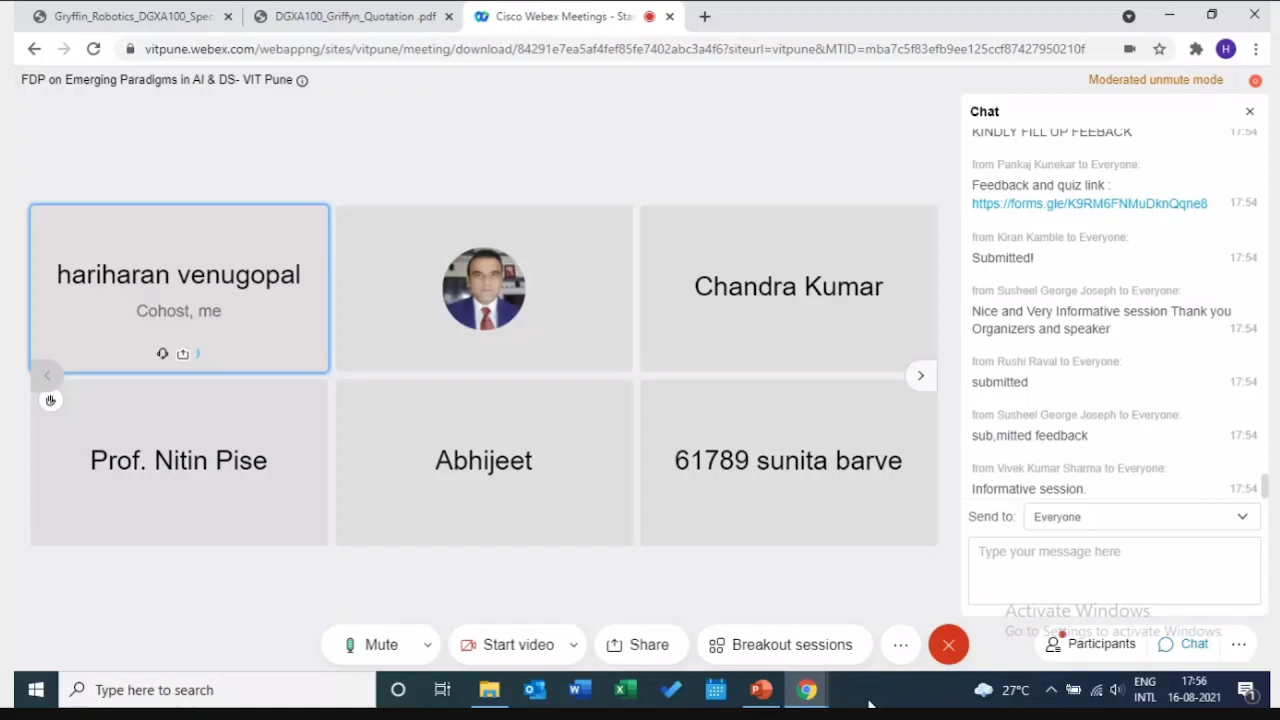 Gryffin_Robotics_DGXA100_Spec
DGXA100_Griffyn_Quotation .pdf
Cisco Webex Meetings - Sta
vitpune.webex.com/webappng/sites/vitpune/meeting/download/84291e7ea5af4fef85fe7402abc3a4f6?siteurl=vitpune&MTID=mba7c5f83efb9ee125ccf87427950210f
H
FDP on Emerging Paradigms in AI & DS- VIT Pune
Moderated unmute mode
Chat
KINDLY FILL UP FEEBACK
17:54
from Pankaj Kunekar to Everyone:
Feedback and quiz link :
https://forms.gle/K9RM6FNMuDknQqne8
17:54
from Kiran Kamble to Everyone:
Submitted!
17:54
from Susheel George Joseph to Everyone:
Nice and Very Informative session Thank you
Organizers and speaker
17:54
from Rushi Raval to Everyone:
submitted
17:54
from Susheel George Joseph to Everyone:
sub,mitted feedback
17:54
from Vivek Kumar Sharma to Everyone:
Informative session.
17:54
Send to:
Everyone
Type your message here
hariharan venugopal
Cohost, me
Chandra Kumar
Prof. Nitin Pise
Abhijeet
61789 sunita barve
Activate Windows
Go to Settings to activate Windows.
Mute
Start video
Share
Breakout sessions
Participants
Chat
Type here to search
27°C
ENG
INTL
17:56
16-08-2021
1